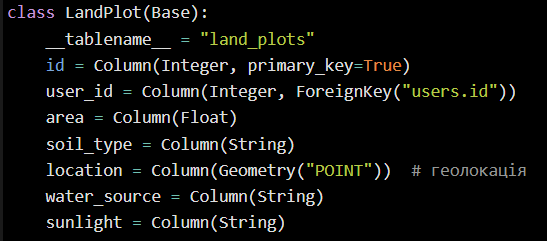 class LandPlot(Base):
    __tablename__ = "land_plots"
    id = Column(Integer, primary_key=True)
    user_id = Column(Integer, ForeignKey("users.id"))
    area = Column(Float)
    soil_type = Column(String)
    location = Column(Geometry("POINT"))  # геолокація
    water_source = Column(String)
    sunlight = Column(String)